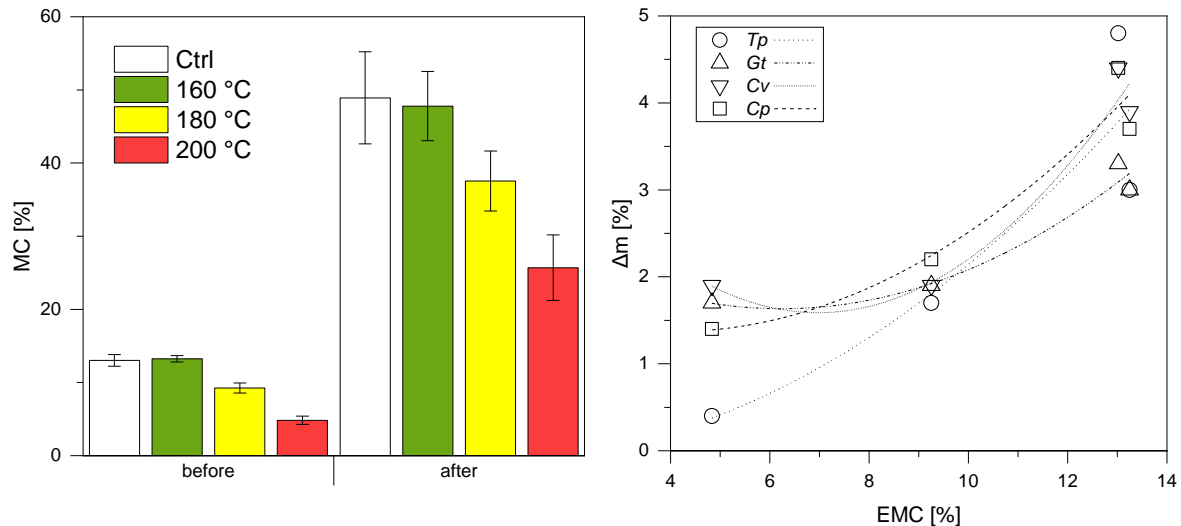 60
40
20
0
MC [%]
Ctrl
160 °C
180 °C
200 °C
before
after
5
4
3
2
1
0
Δm [%]
Tp
Gt
Cv
Cp
4
6
8
10
12
14
EMC [%]